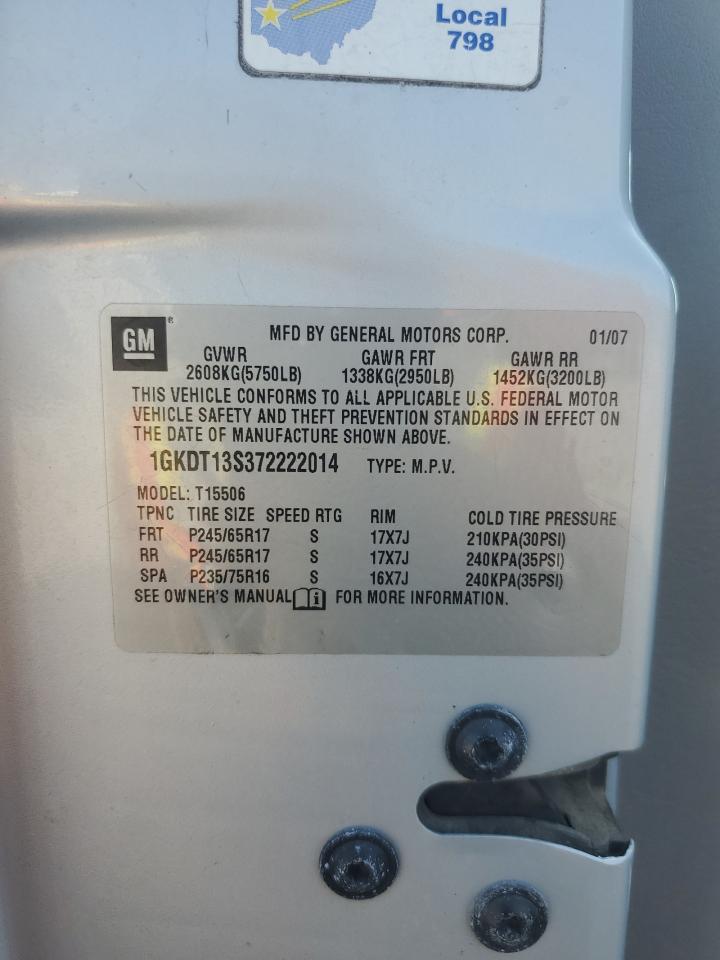 Local
798
GM®
MFD BY GENERAL MOTORS CORP. 01/07
GVWR GAWR FRT GAWR RR
2608KG(5750LB) 1338KG(2950LB) 1452KG(3200LB)
THIS VEHICLE CONFORMS TO ALL APPLICABLE U.S. FEDERAL MOTOR
VEHICLE SAFETY AND THEFT PREVENTION STANDARDS IN EFFECT ON
THE DATE OF MANUFACTURE SHOWN ABOVE.
1GKDT13S372222014 TYPE: M.P.V.
MODEL: T15506
TPNC TIRE SIZE SPEED RTG RIM COLD TIRE PRESSURE
FRT P245/65R17 S 17X7J 210KPA(30PSI)
RR P245/65R17 S 17X7J 240KPA(35PSI)
SPA P235/75R16 S 16X7J 240KPA(35PSI)
SEE OWNER'S MANUAL i FOR MORE INFORMATION.